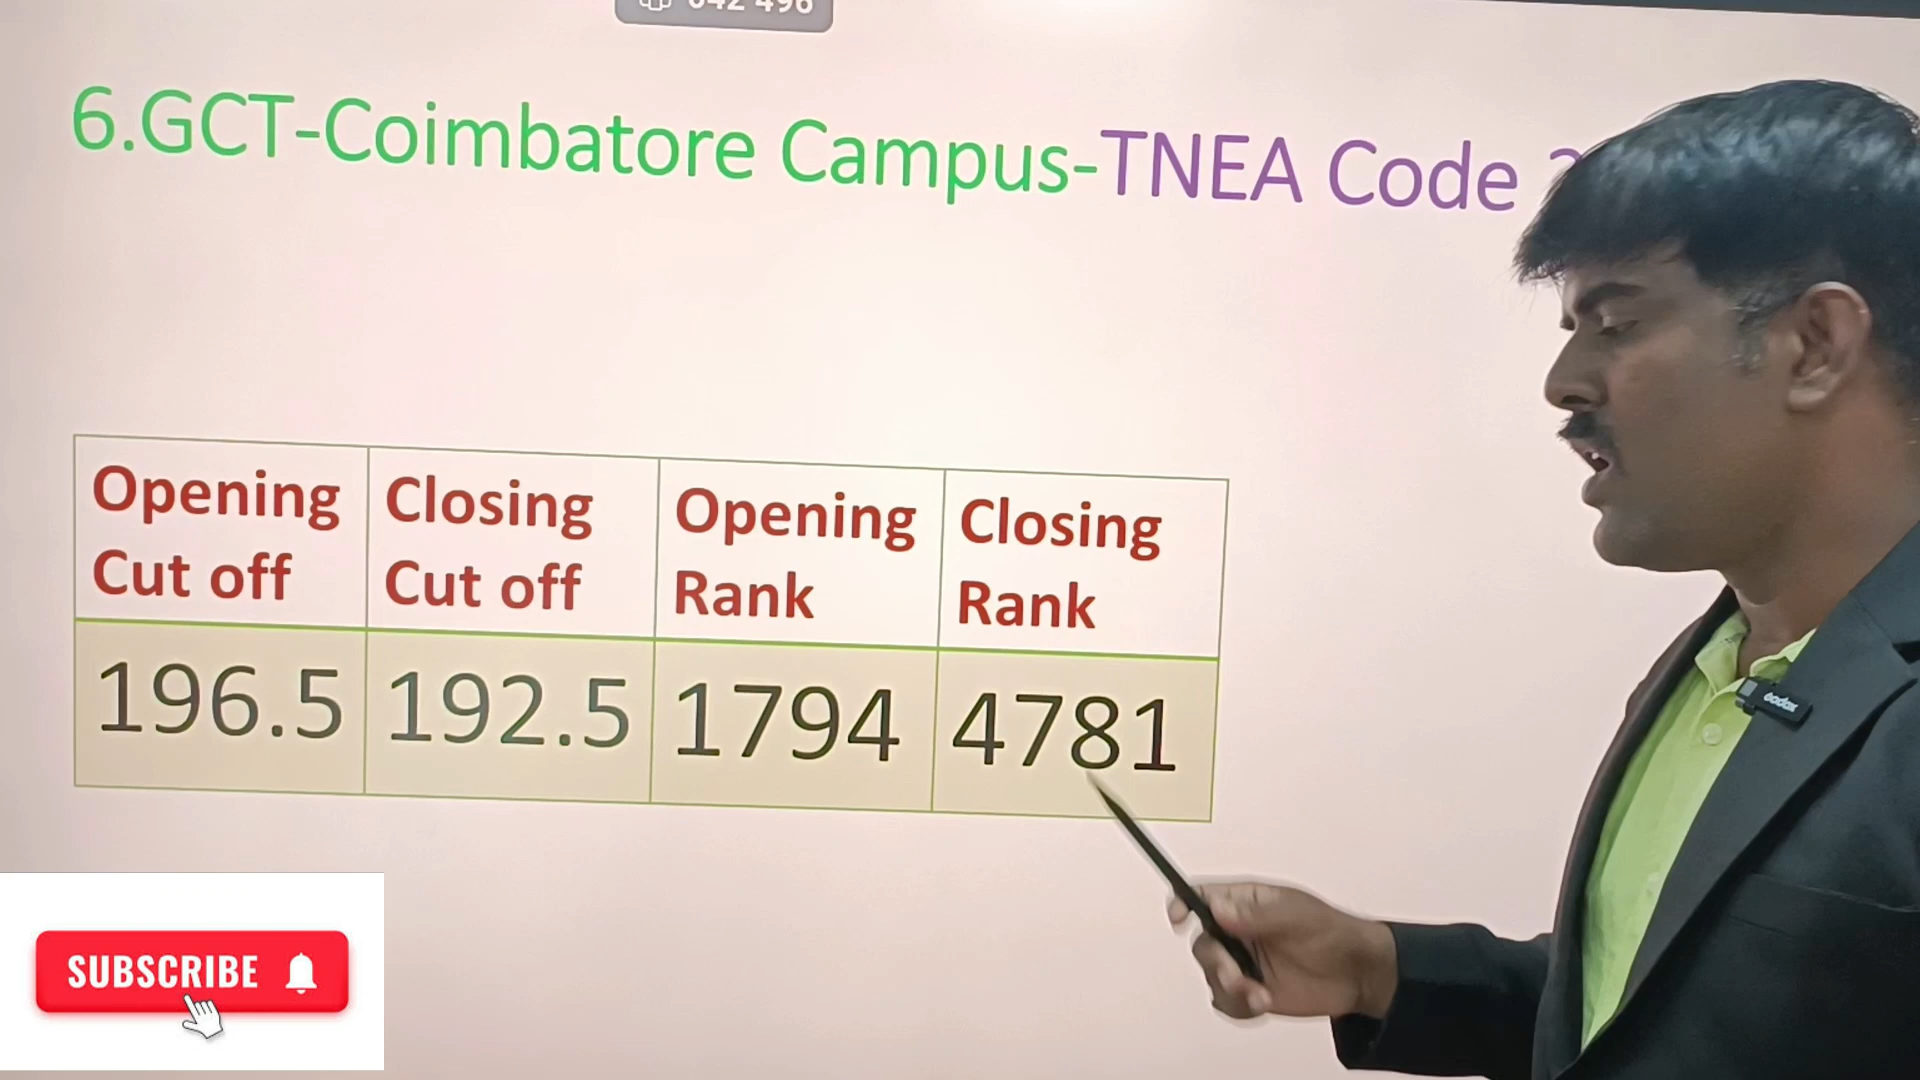 6.GCT-Coimbatore Campus-TNEA Code
Opening Cut off
Closing Cut off
Opening Rank
Closing Rank
196.5
192.5
1794
4781
SUBSCRIBE
Godox